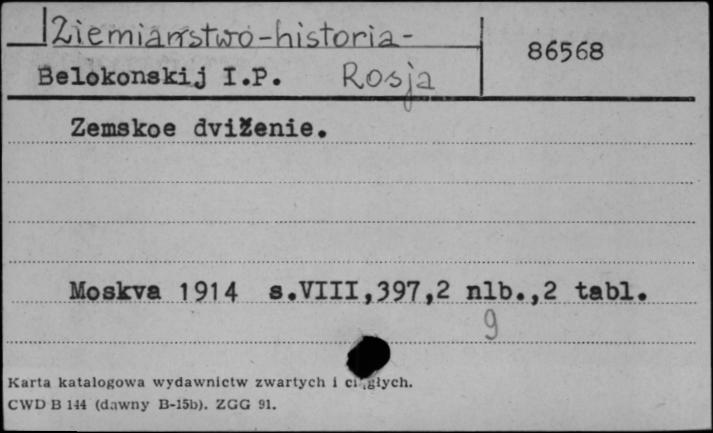 Ziemiaństwo-historia-
86568
Belokonskij I.P. Rosja
Zemskoe dviženie.
Moskva 1914 s.VIII,397,2 nlb.,2 tabl.
9
Karta katalogowa wydawnictw zwartych i ciągłych.
CWD B 144 (dawny B-15b). ZGG 91.